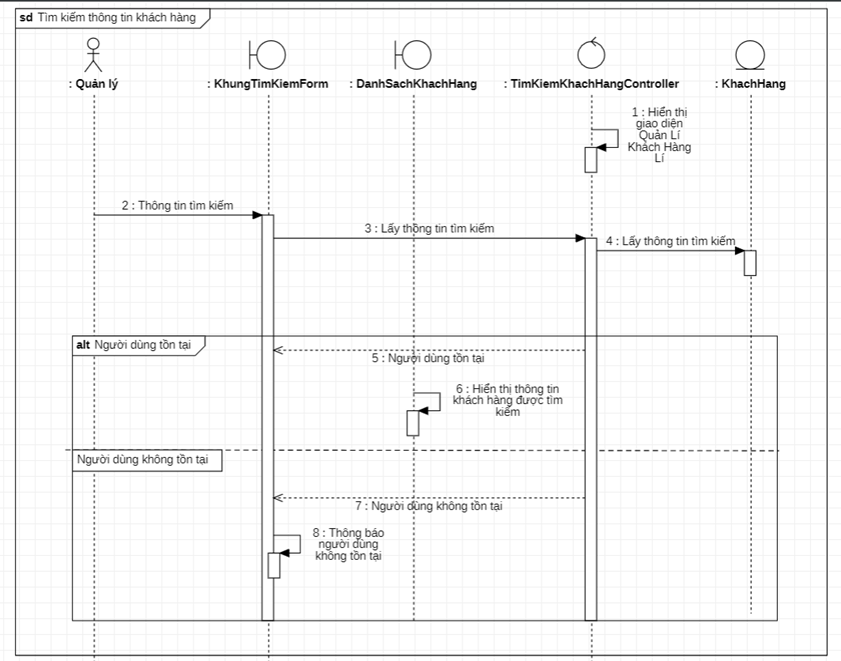 sd Tìm kiếm thông tin khách hàng
: Quản lý
: KhungTimKiemForm
: DanhSachKhachHang
: TimKiemKhachHangController
: KhachHang
1 : Hiển thị
giao diện
Quản Lí
Khách Hàng
Lí
2 : Thông tin tìm kiếm
3 : Lấy thông tin tìm kiếm
4 : Lấy thông tin tìm kiếm
alt Người dùng tồn tại
5 : Người dùng tồn tại
6 : Hiển thị thông tin
khách hàng được tìm
kiếm
Người dùng không tồn tại
7 : Người dùng không tồn tại
8 : Thông báo
người dùng
không tồn tại